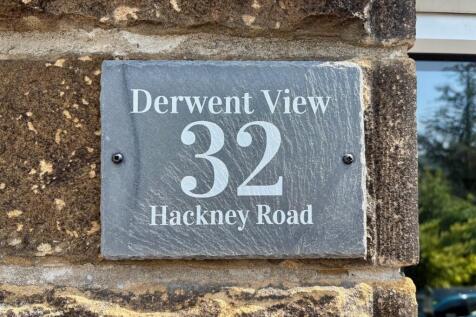 Derwent View
32
Hackney Road